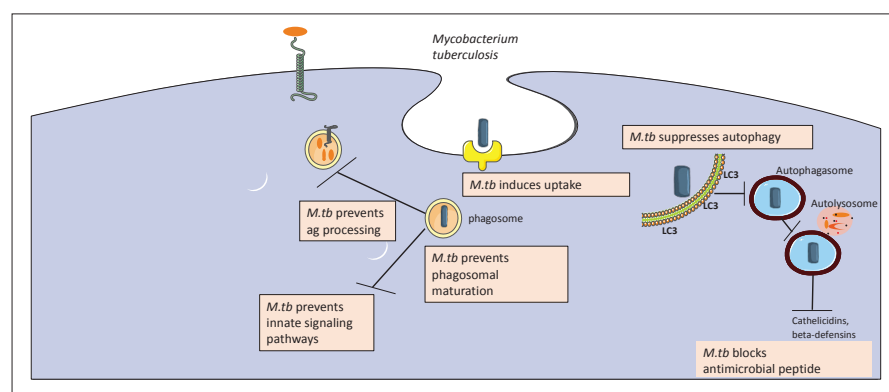 Mycobacterium
tuberculosis
M.tb suppresses autophagy
LC3
LC3
LC3
Autophagasome
Autolysosome
M.tb induces uptake
M.tb prevents
ag processing
phagosome
M.tb prevents
phagosomal
maturation
M.tb prevents
innate signaling
pathways
Cathelicidins,
beta-defensins
M.tb blocks
antimicrobial peptide